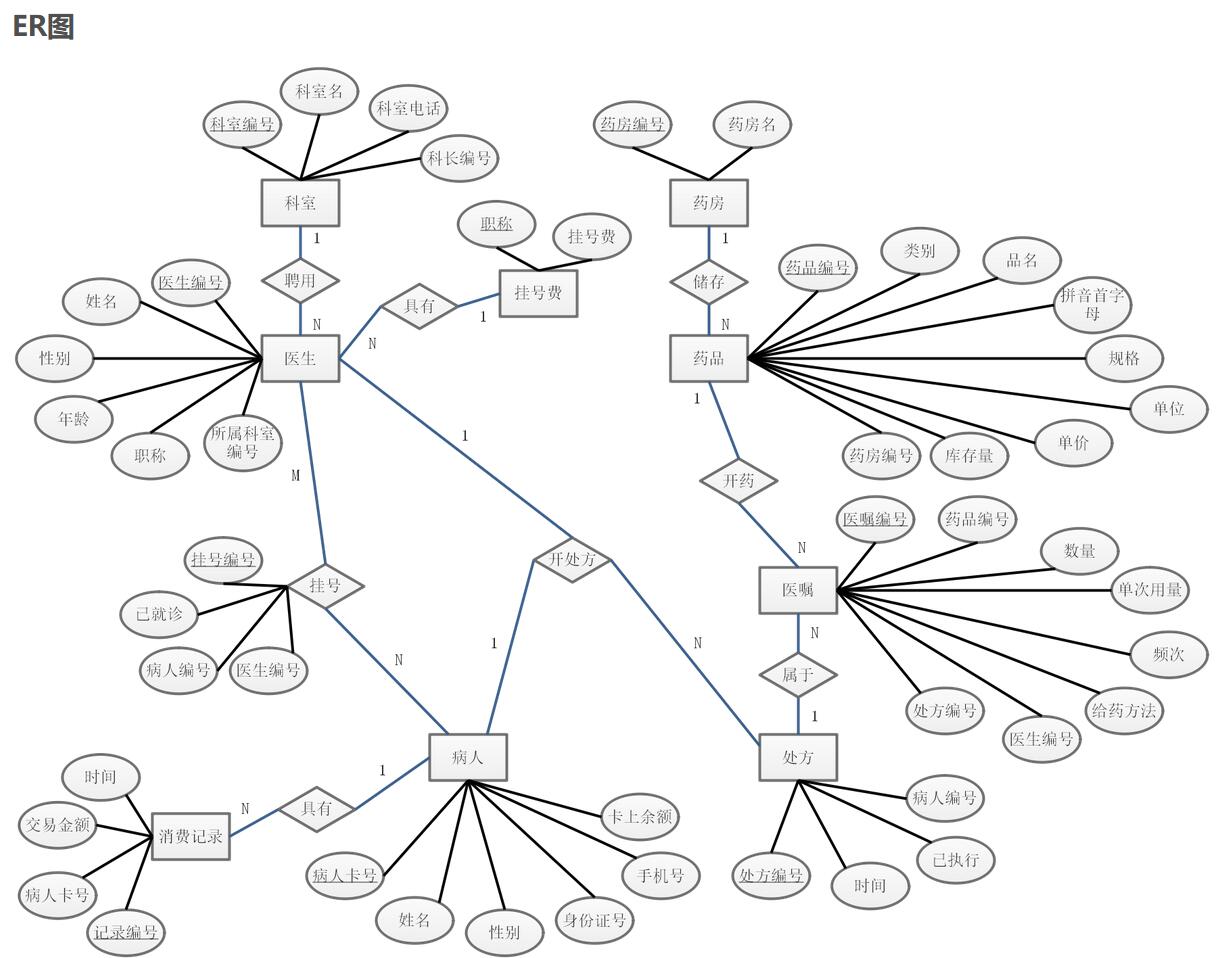 ER图
科室名
科室编号
科室电话
科长编号
药房编号
药房名
科室
药房
1
1
职称
挂号费
类别
品名
药品编号
拼音首字
母
医生编号
姓名
聘用
具有
挂号费
储存
1
N
N
N
性别
医生
药品
规格
1
单位
年龄
职称
所属科室
编号
1
单价
药房编号
库存量
M
开药
医嘱编号
药品编号
N
数量
挂号编号
开处方
挂号
医嘱
单次用量
已就诊
N
1
N
N
频次
病人编号
医生编号
属于
处方编号
给药方法
1
医生编号
病人
处方
1
时间
N
具有
病人编号
交易金额
消费记录
卡上余额
已执行
病人卡号
病人卡号
手机号
处方编号
时间
姓名
性别
身份证号
记录编号